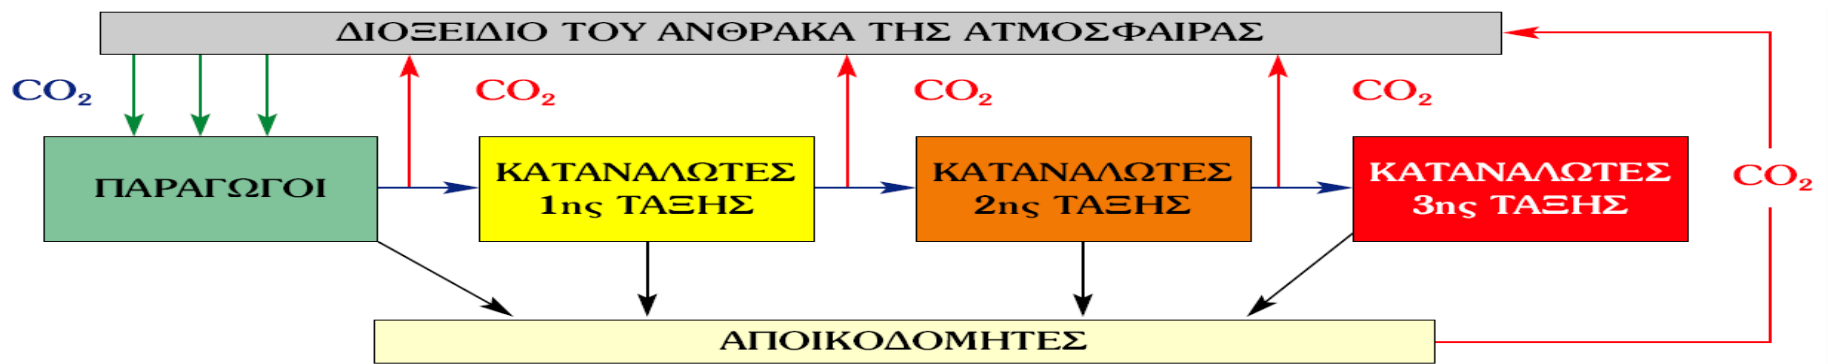 ΔΙΟΞΕΙΔΙΟ ΤΟΥ ΑΝΘΡΑΚΑ ΤΗΣ ΑΤΜΟΣΦΑΙΡΑΣ
CO₂
CO₂
CO₂
CO₂
ΠΑΡΑΓΩΓΟΙ
ΚΑΤΑΝΑΛΩΤΕΣ
1ης ΤΑΞΗΣ
ΚΑΤΑΝΑΛΩΤΕΣ
2ης ΤΑΞΗΣ
ΚΑΤΑΝΑΛΩΤΕΣ
3ης ΤΑΞΗΣ
CO₂
ΑΠΟΙΚΟΔΟΜΗΤΕΣ